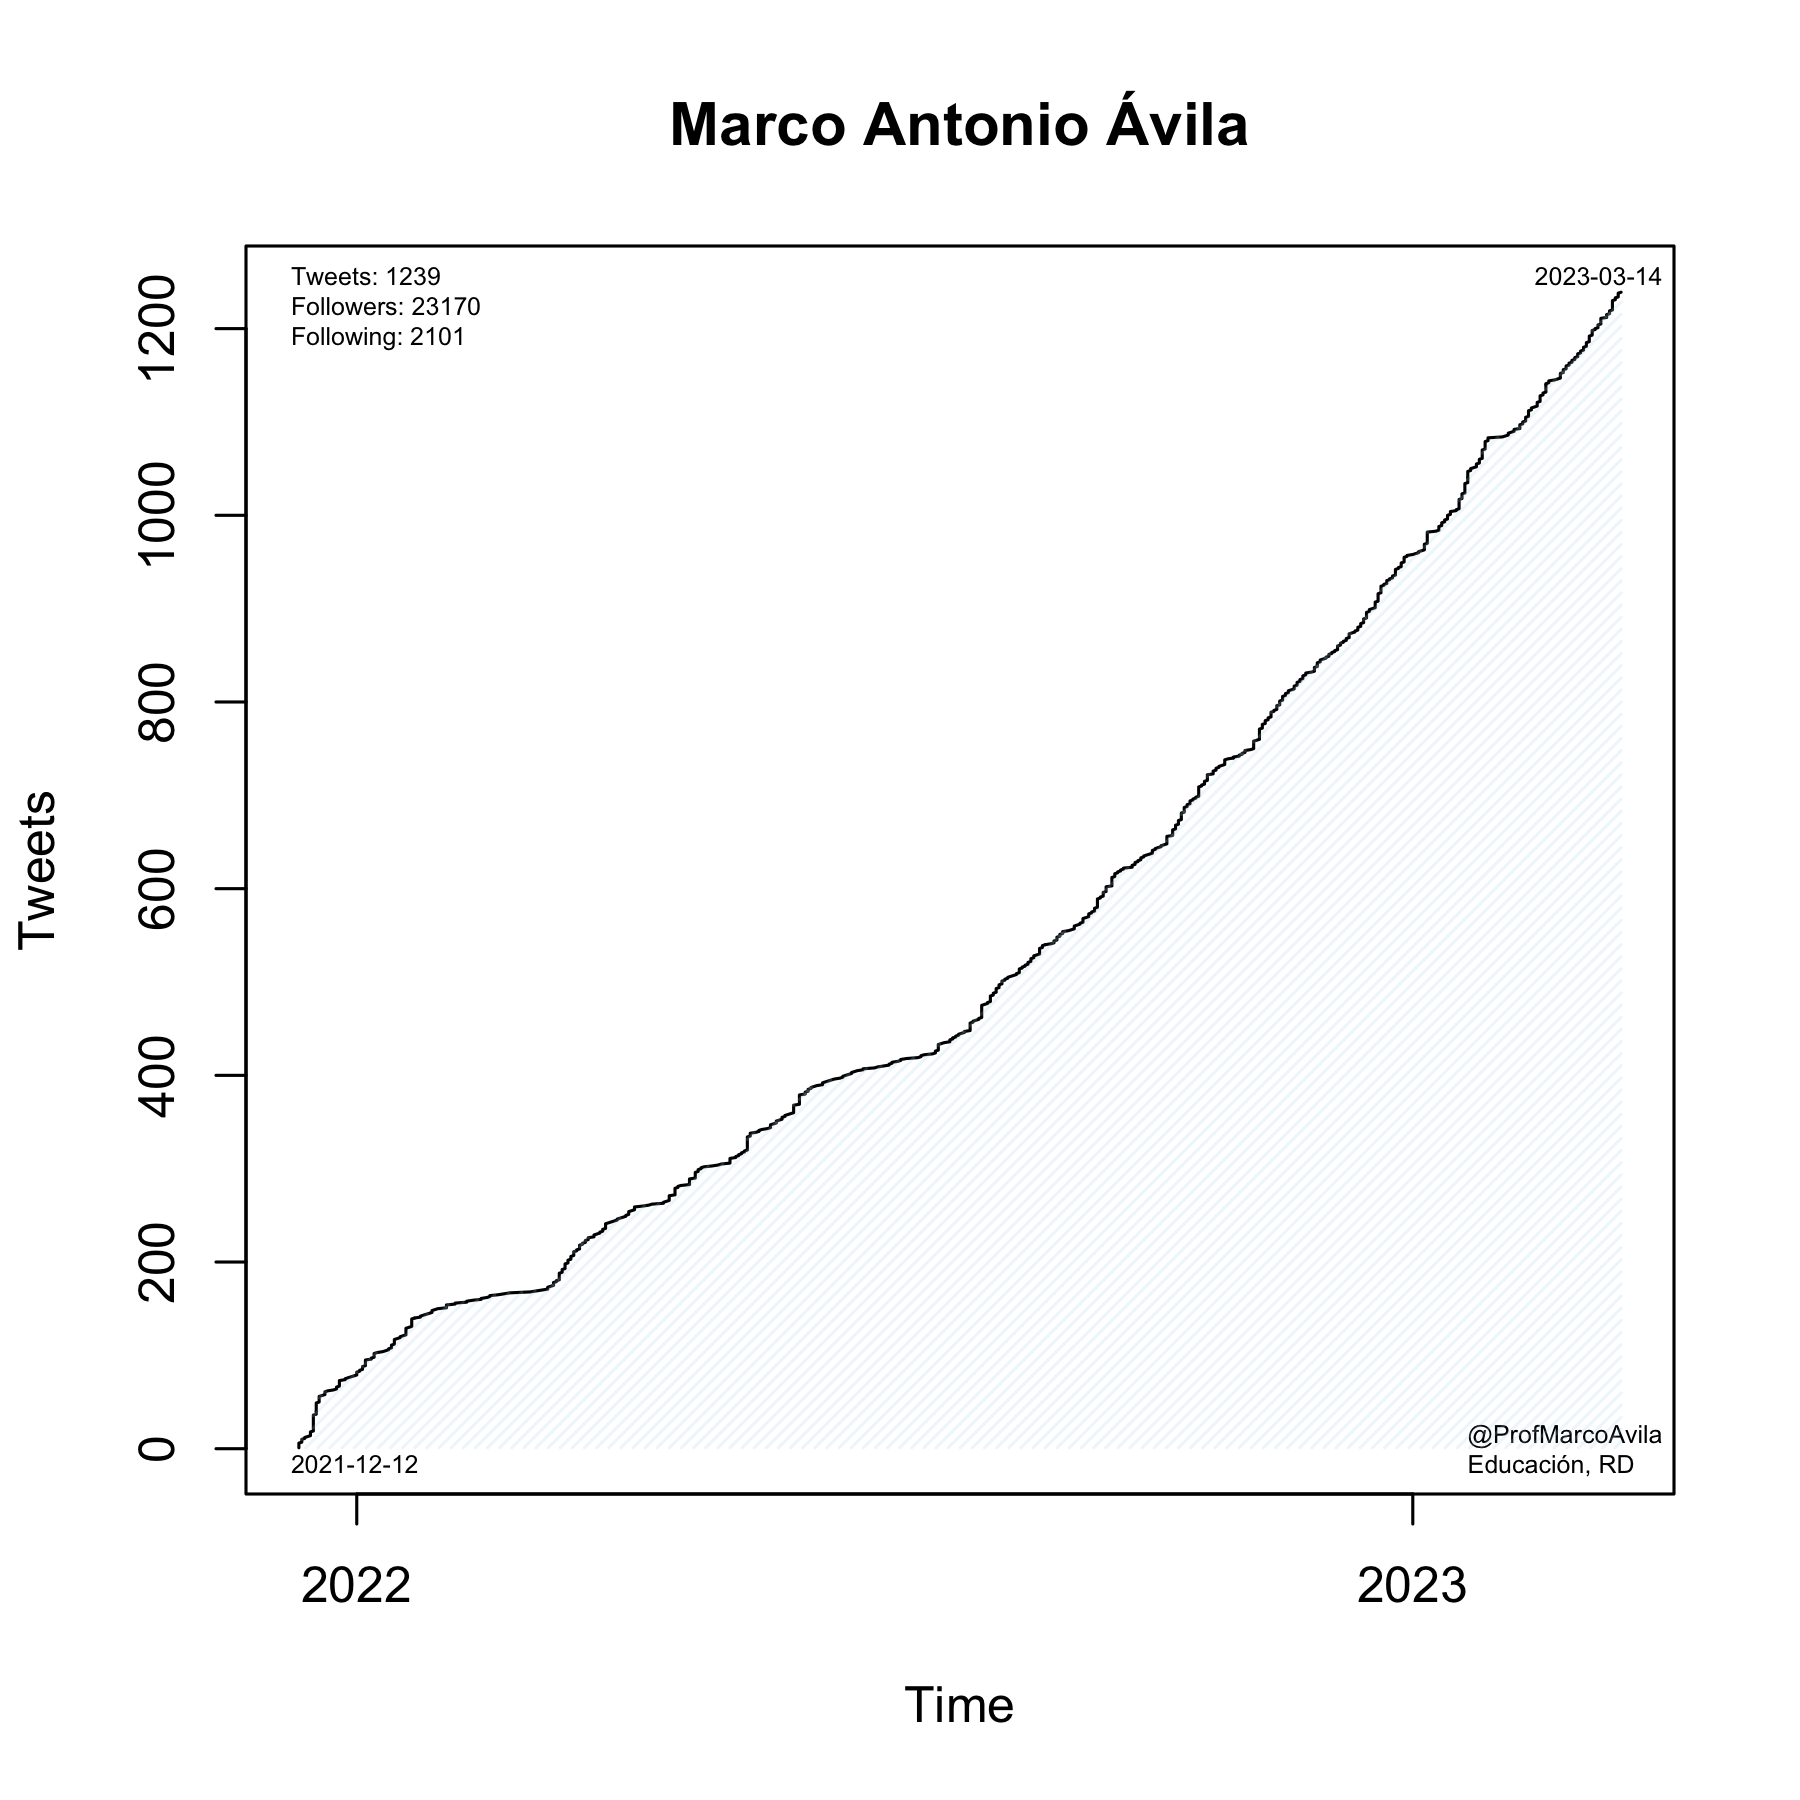 Marco Antonio Ávila
Tweets: 1239
Followers: 23170
Following: 2101
2023-03-14
1200
1000
800
600
400
200
0
Tweets
@ProfMarcoAvila
Educación, RD
2021-12-12
2022
2023
Time